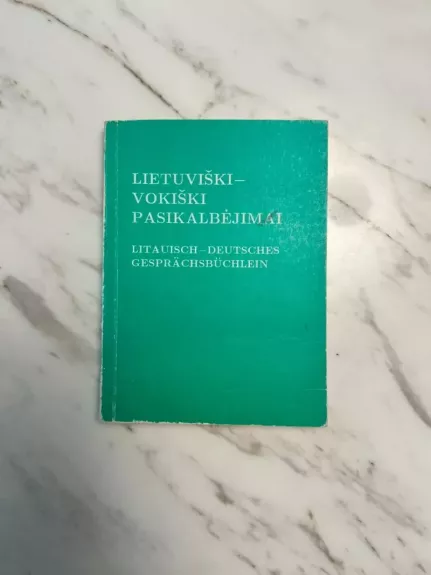 LIETUVIŠKI–
VOKIŠKI
PASIKALBĖJIMAI
LITAUISCH–DEUTSCHES
GESPRÄCHSBÜCHLEIN